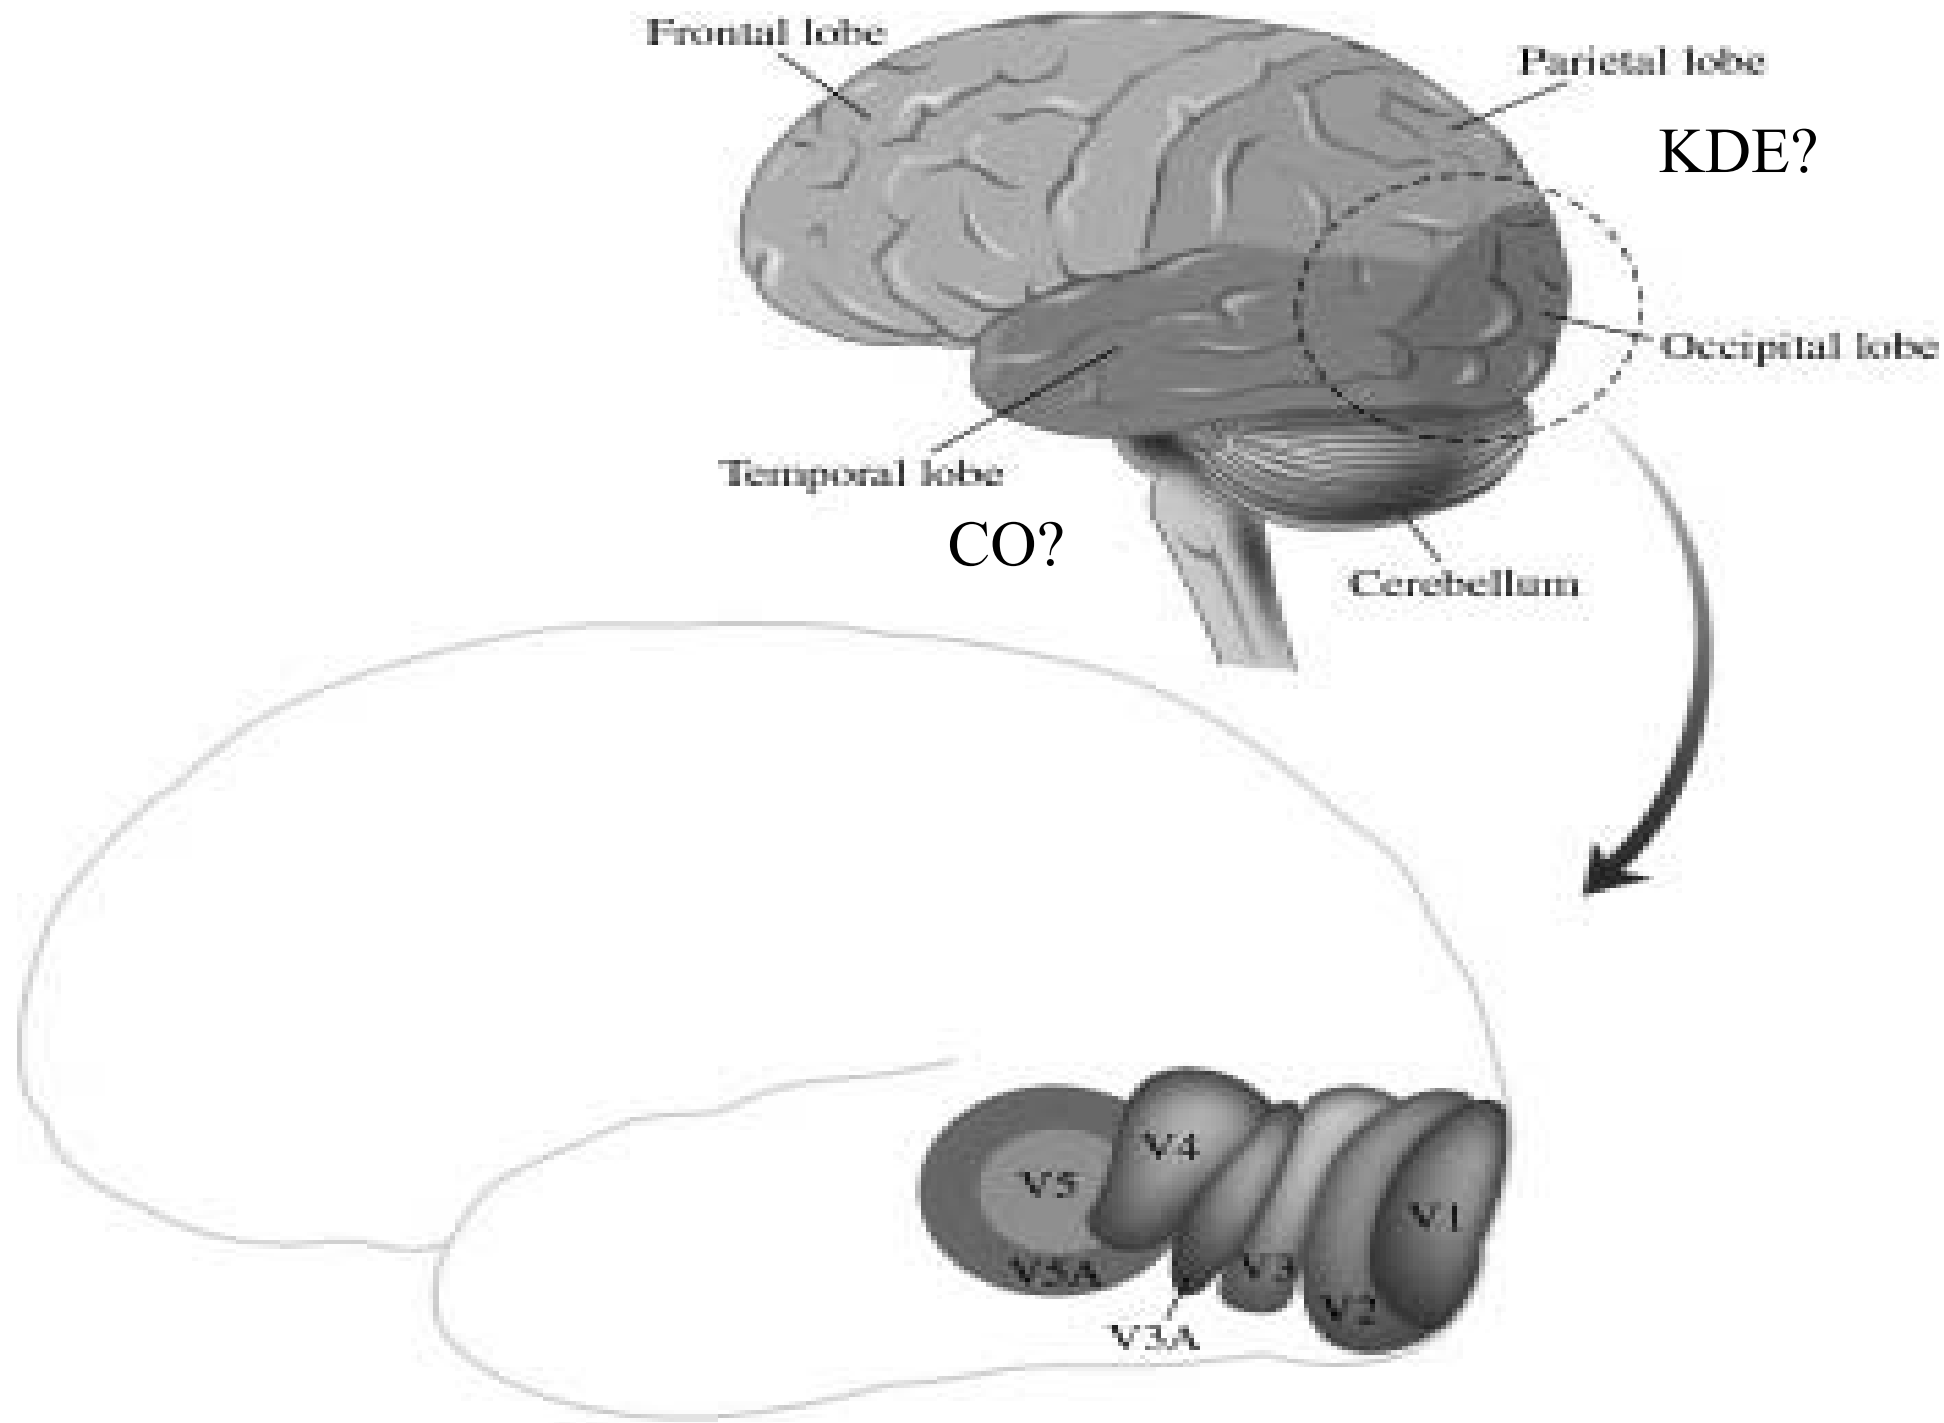 Frontal lobe
Parietal lobe
KDE?
Occipital lobe
Temporal lobe
CO?
Cerebellum
V4
V5
V1
V5A
V3
V2
V3A